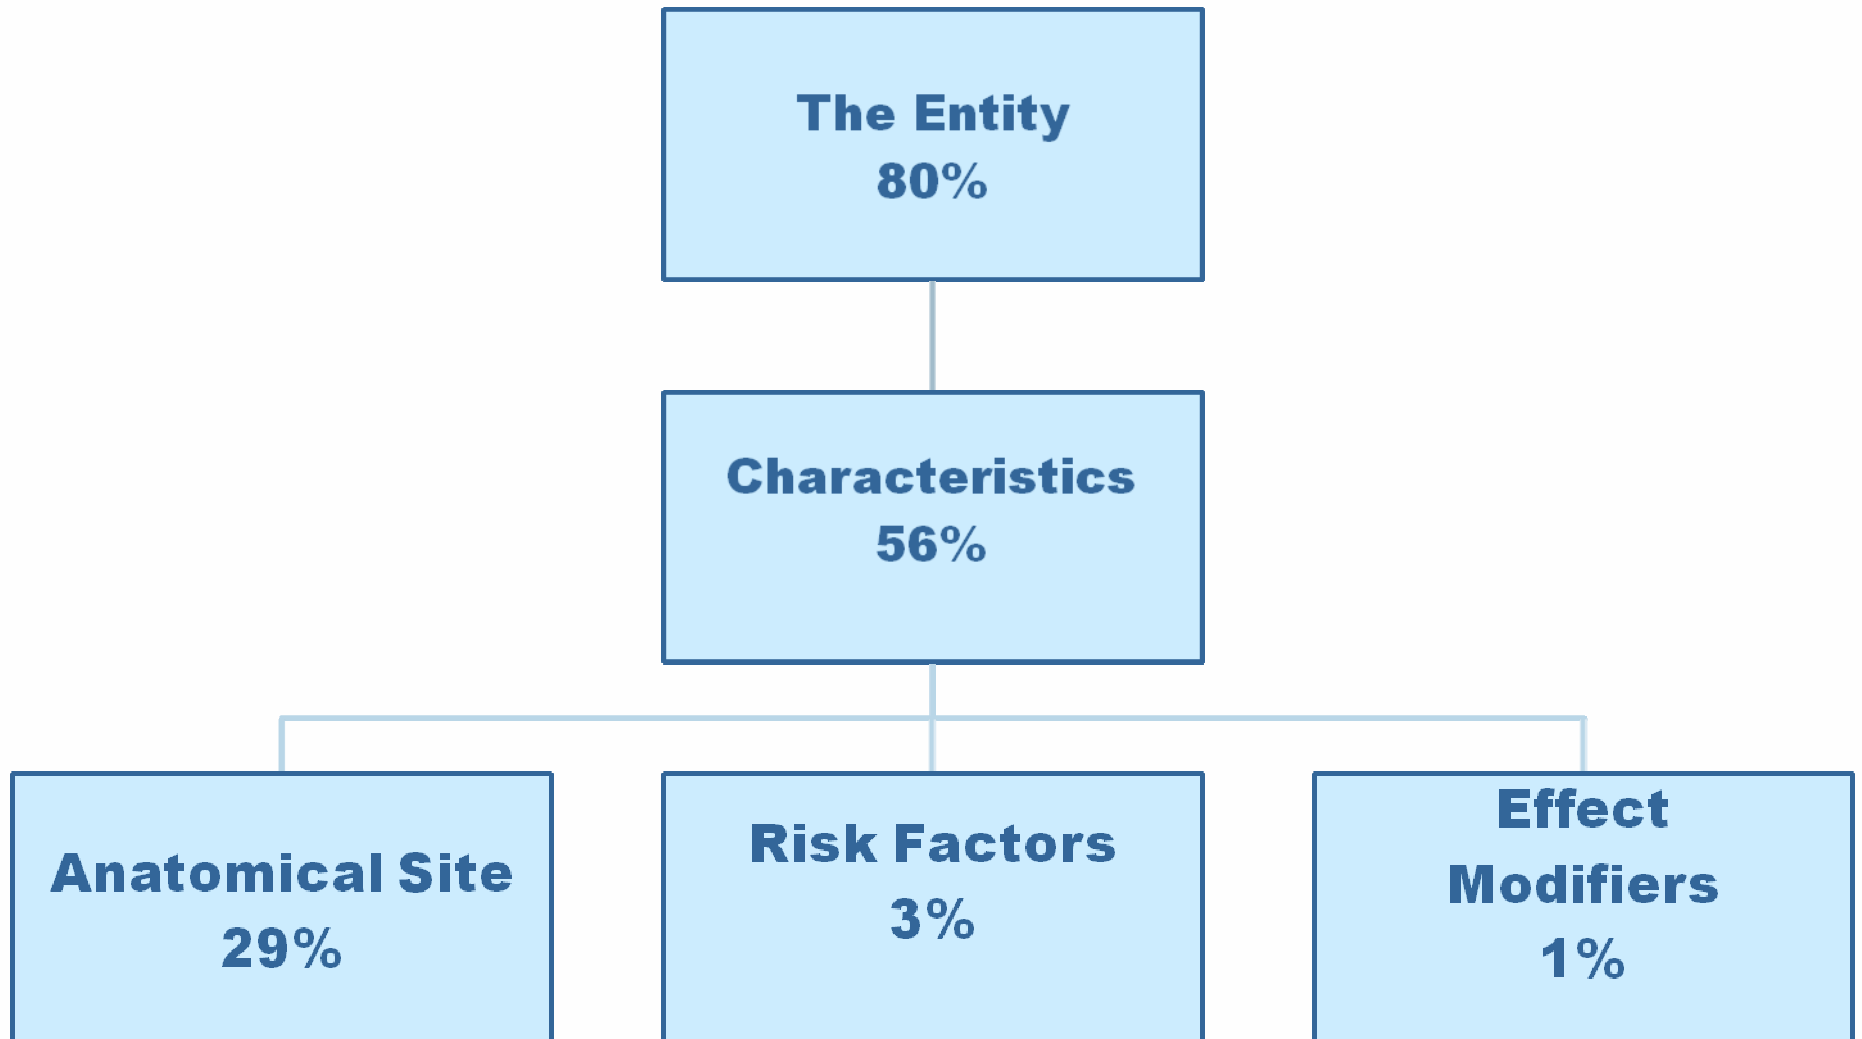 The Entity
80%
Characteristics
56%
Anatomical Site
29%
Risk Factors
3%
Effect
Modifiers
1%